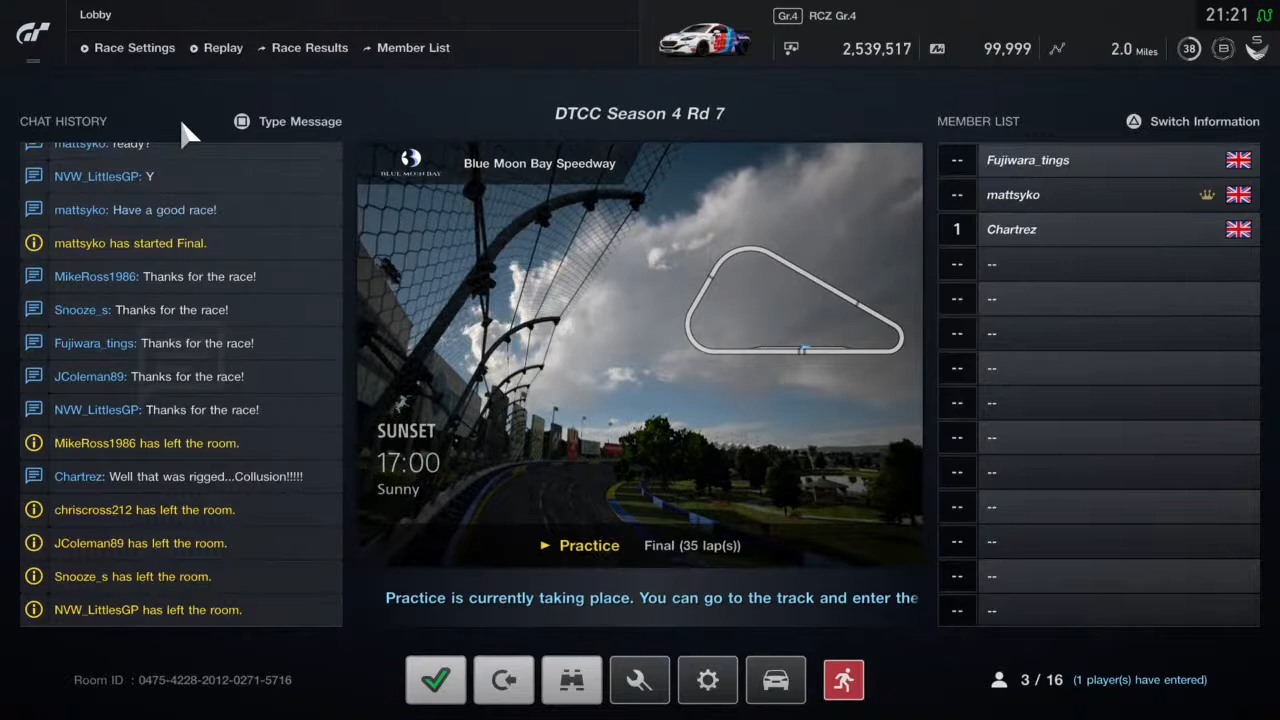 Lobby
Gr.4 RCZ Gr.4
21:21
Race Settings Replay Race Results Member List
2,539,517 99,999 2.0 Miles 38 B S
DTCC Season 4 Rd 7
CHAT HISTORY Type Message
MEMBER LIST Switch Information
mattsyko: ready?
NVW_LittlesGP: Y
mattsyko: Have a good race!
mattsyko has started Final.
MikeRoss1986: Thanks for the race!
Snooze_s: Thanks for the race!
Fujiwara_tings: Thanks for the race!
JColeman89: Thanks for the race!
NVW_LittlesGP: Thanks for the race!
MikeRoss1986 has left the room.
Chartrez: Well that was rigged...Collusion!!!!!
chriscross212 has left the room.
JColeman89 has left the room.
Snooze_s has left the room.
NVW_LittlesGP has left the room.
BLUE MOON BAY
Blue Moon Bay Speedway
SUNSET
17:00
Sunny
Practice Final (35 lap(s))
Practice is currently taking place. You can go to the track and enter the
-- Fujiwara_tings
-- mattsyko
1 Chartrez
-- --
-- --
-- --
-- --
-- --
-- --
-- --
-- --
-- --
-- --
-- --
Room ID : 0475-4228-2012-0271-5716
3 / 16 (1 player(s) have entered)